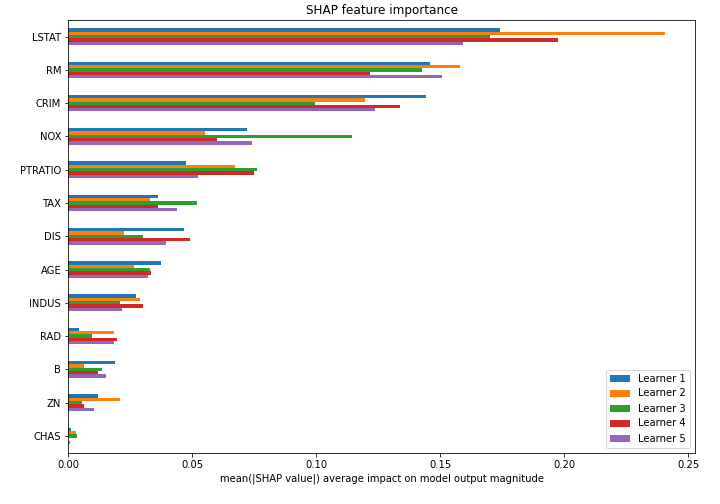 SHAP feature importance
LSTAT
RM
CRIM
NOX
PTRATIO
TAX
DIS
AGE
INDUS
RAD
B
ZN
CHAS
Learner 1
Learner 2
Learner 3
Learner 4
Learner 5
0.00 0.05 0.10 0.15 0.20 0.25
mean(|SHAP value|) average impact on model output magnitude